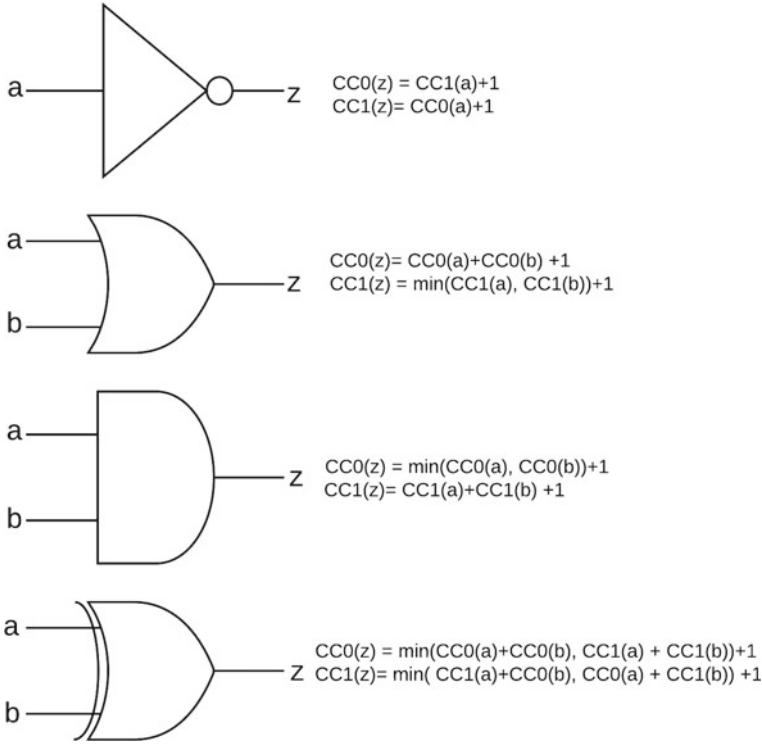 a
z
CC0(z) = CC1(a)+1
CC1(z)= CC0(a)+1
a
b
z
CC0(z)= CC0(a)+CC0(b) +1
CC1(z) = min(CC1(a), CC1(b))+1
a
b
z
CC0(z) = min(CC0(a), CC0(b))+1
CC1(z)= CC1(a)+CC1(b) +1
a
b
z
CC0(z) = min(CC0(a)+CC0(b), CC1(a) + CC1(b))+1
CC1(z)= min( CC1(a)+CC0(b), CC0(a) + CC1(b)) +1